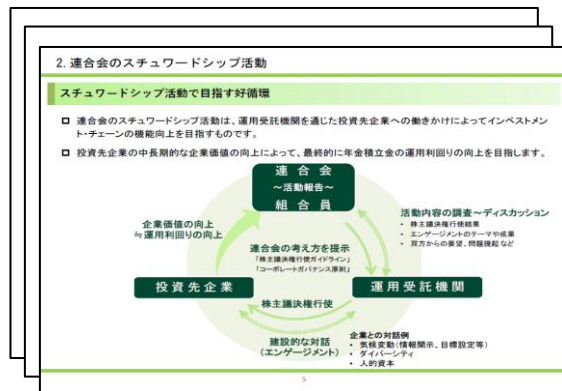 2. 連合会のスチュワードシップ活動
スチュワードシップ活動で目指す好循環
□ 連合会のスチュワードシップ活動は、運用受託機関を通じた投資先企業への働きかけによってインベストメン
ト・チェーンの機能向上を目指すものです。
□ 投資先企業の中長期的な企業価値の向上によって、最終的に年金積立金の運用利回りの向上を目指します。
連合会
～活動報告～
組合員
企業価値の向上
≒運用利回りの向上
活動内容の調査～ディスカッション
• 株主議決権行使結果
• エンゲージメントのテーマや成果
• 双方からの要望、問題提起など
連合会の考え方を提示
「株主議決権行使ガイドライン」
「コーポレートガバナンス原則」
投資先企業
運用受託機関
株主議決権行使
建設的な対話
(エンゲージメント)
企業との対話例
• 気候変動(情報開示、目標設定等)
• ダイバーシティ
• 人的資本
5